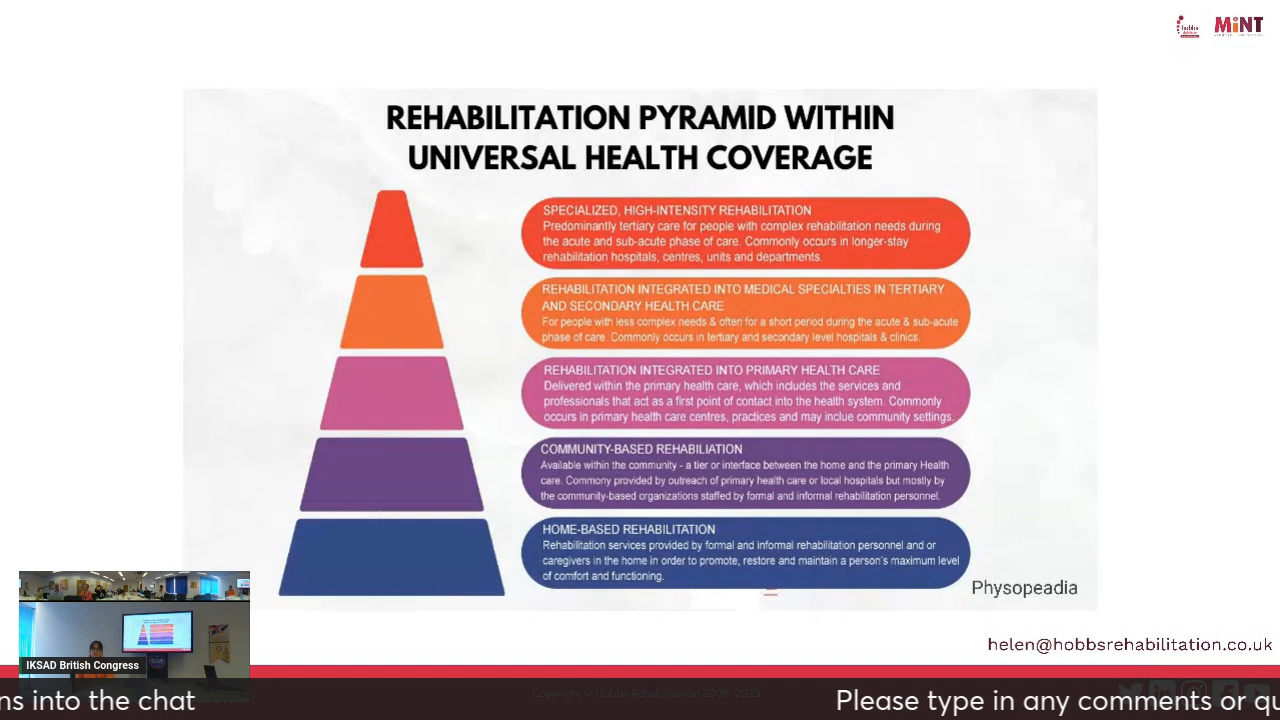 hobbs
MiNT
REHABILITATION PYRAMID WITHIN
UNIVERSAL HEALTH COVERAGE
SPECIALIZED, HIGH-INTENSITY REHABILITATION
Predominantly tertiary care for people with complex rehabilitation needs during
the acute and sub-acute phase of care. Commonly occurs in longer-stay
rehabilitation hospitals, centres, units and departments.
REHABILITATION INTEGRATED INTO MEDICAL SPECIALTIES IN TERTIARY
AND SECONDARY HEALTH CARE
For people with less complex needs & often for a short period during the acute & sub-acute
phase of care. Commonly occurs in tertiary and secondary level hospitals & clinics.
REHABILITATION INTEGRATED INTO PRIMARY HEALTH CARE
Delivered within the primary health care, which includes the services and
professionals that act as a first point of contact into the health system. Commonly
occurs in primary health care centres, practices and may inclue community settings.
COMMUNITY-BASED REHABILIATION
Available within the community - a tier or interface between the home and the primary Health
care. Commony provided by outreach of primary health care or local hospitals but mostly by
the community-based organizations staffed by formal and informal rehabilitation personnel.
HOME-BASED REHABILITATION
Rehabilitation services provided by formal and informal rehabilitation personnel and or
caregivers in the home in order to promote, restore and maintain a person's maximum level
of comfort and functioning.
Physopeadia
helen@hobbsrehabilitation.co.uk
IKSAD British Congress
Copyright © Hobbs Rehabilitation 2006, 2023
ns into the chat
Please type in any comments or qu